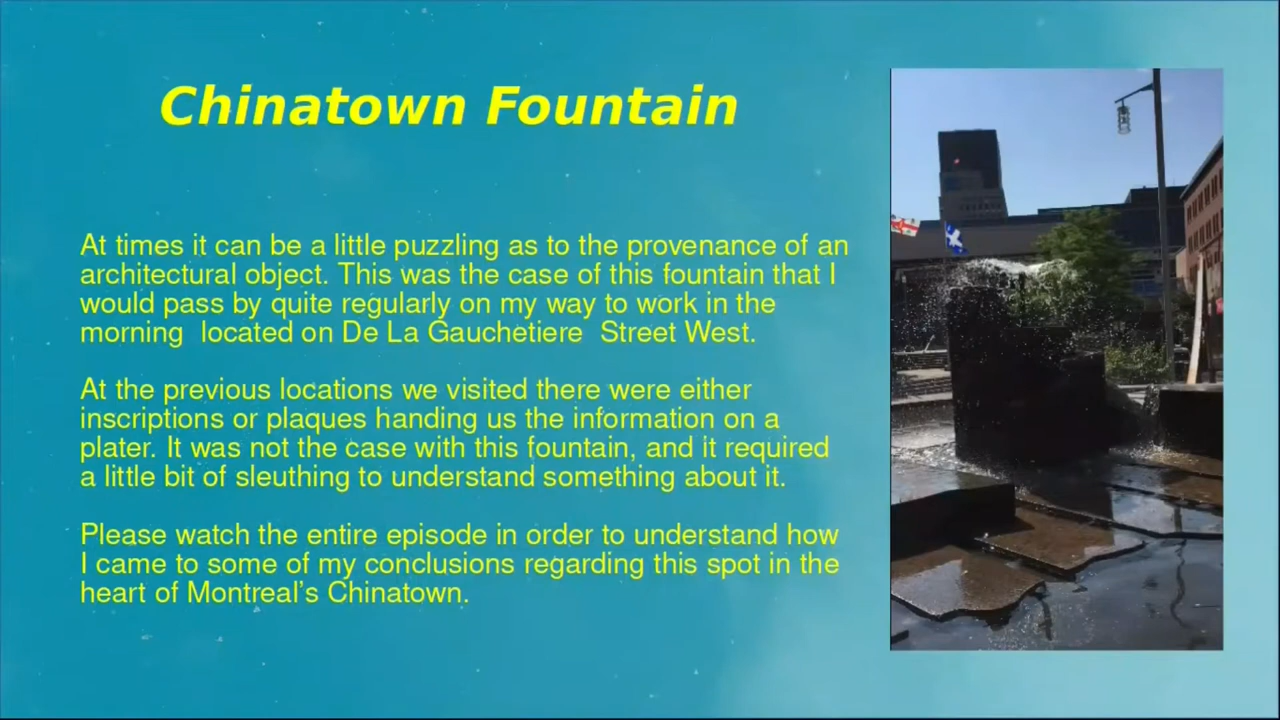 Chinatown Fountain
At times it can be a little puzzling as to the provenance of an
architectural object. This was the case of this fountain that I
would pass by quite regularly on my way to work in the
morning  located on De La Gauchetiere  Street West.
At the previous locations we visited there were either
inscriptions or plaques handing us the information on a
plater. It was not the case with this fountain, and it required
a little bit of sleuthing to understand something about it.
Please watch the entire episode in order to understand how
I came to some of my conclusions regarding this spot in the
heart of Montreal's Chinatown.